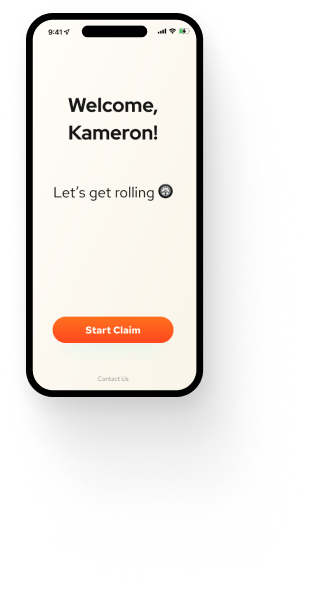 9:41
Welcome,
Kameron!
Let's get rolling
Start Claim
Contact Us